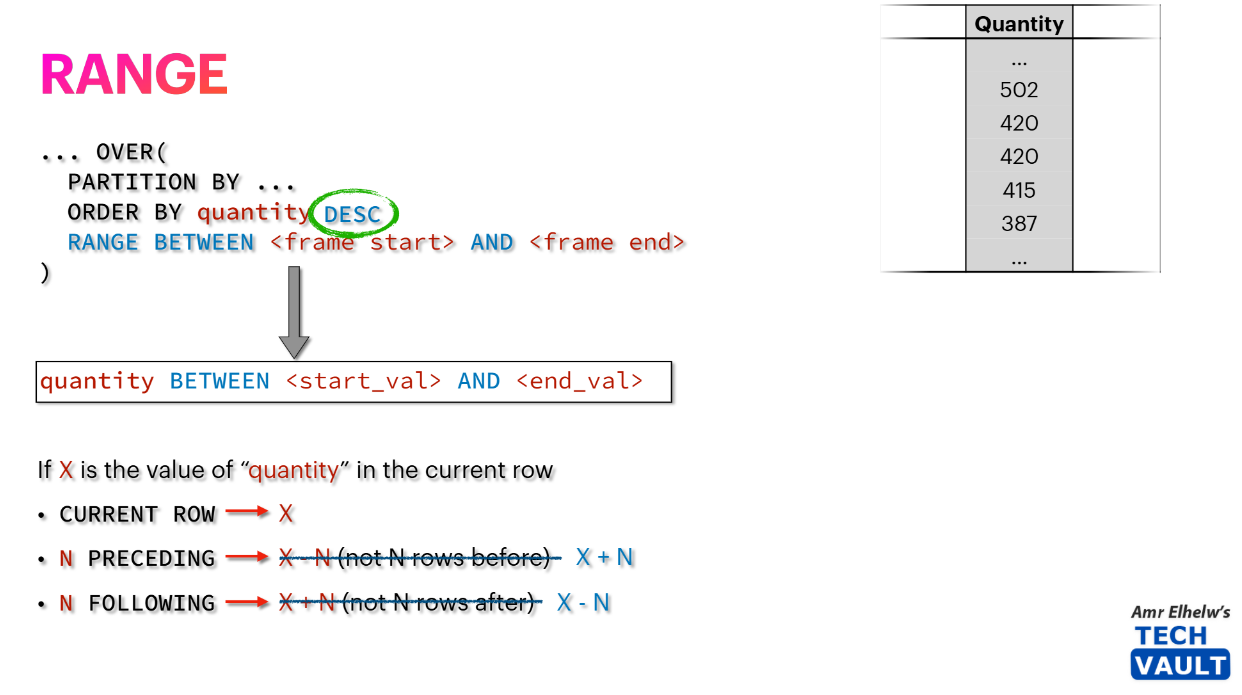 RANGE
... OVER(
PARTITION BY ...
ORDER BY quantity DESC
RANGE BETWEEN <frame start> AND <frame end>
)
quantity BETWEEN <start_val> AND <end_val>
If X is the value of “quantity” in the current row
• CURRENT ROW X
• N PRECEDING X - N (not N rows before) X + N
• N FOLLOWING X + N (not N rows after) X - N
Quantity
...
502
420
420
415
387
...
Amr Elhelw's
TECH
VAULT